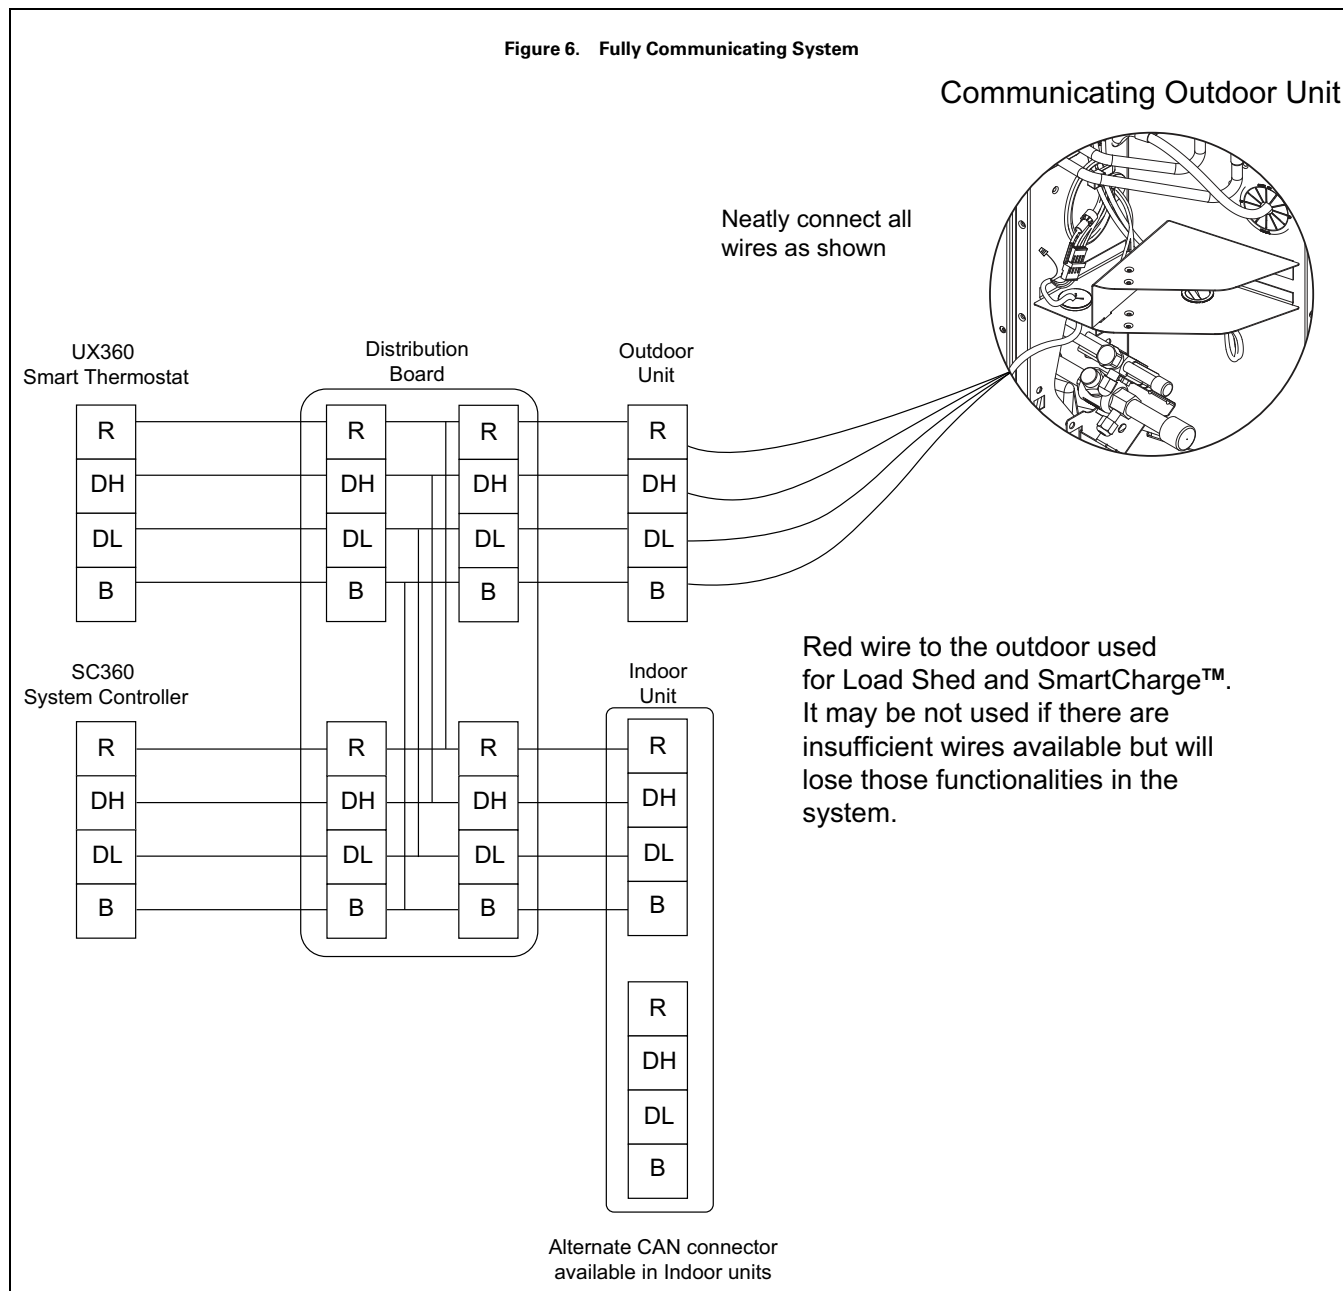 Figure 6. Fully Communicating System
Communicating Outdoor Unit
Neatly connect all
wires as shown
UX360
Smart Thermostat
Distribution
Board
Outdoor
Unit
R R R R
DH DH DH DH
DL DL DL DL
B B B B
SC360
System Controller
Indoor
Unit
R R R R
DH DH DH DH
DL DL DL DL
B B B B
Red wire to the outdoor used
for Load Shed and SmartCharge™.
It may be not used if there are
insufficient wires available but will
lose those functionalities in the
system.
R
DH
DL
B
Alternate CAN connector
available in Indoor units